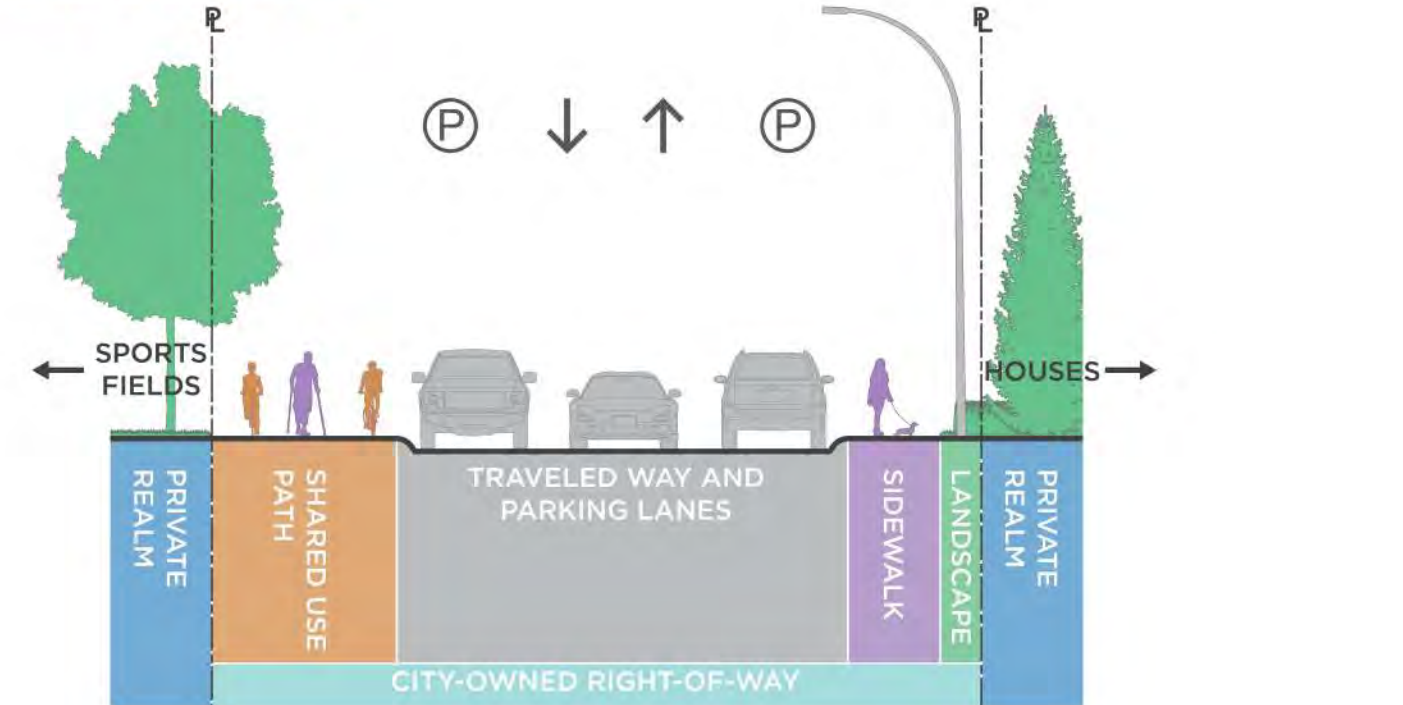 PL
PL
P
P
SPORTS
FIELDS
HOUSES
PRIVATE
REALM
SHARED USE
PATH
TRAVELED WAY AND
PARKING LANES
SIDEWALK
LANDSCAPE
PRIVATE
REALM
CITY-OWNED RIGHT-OF-WAY